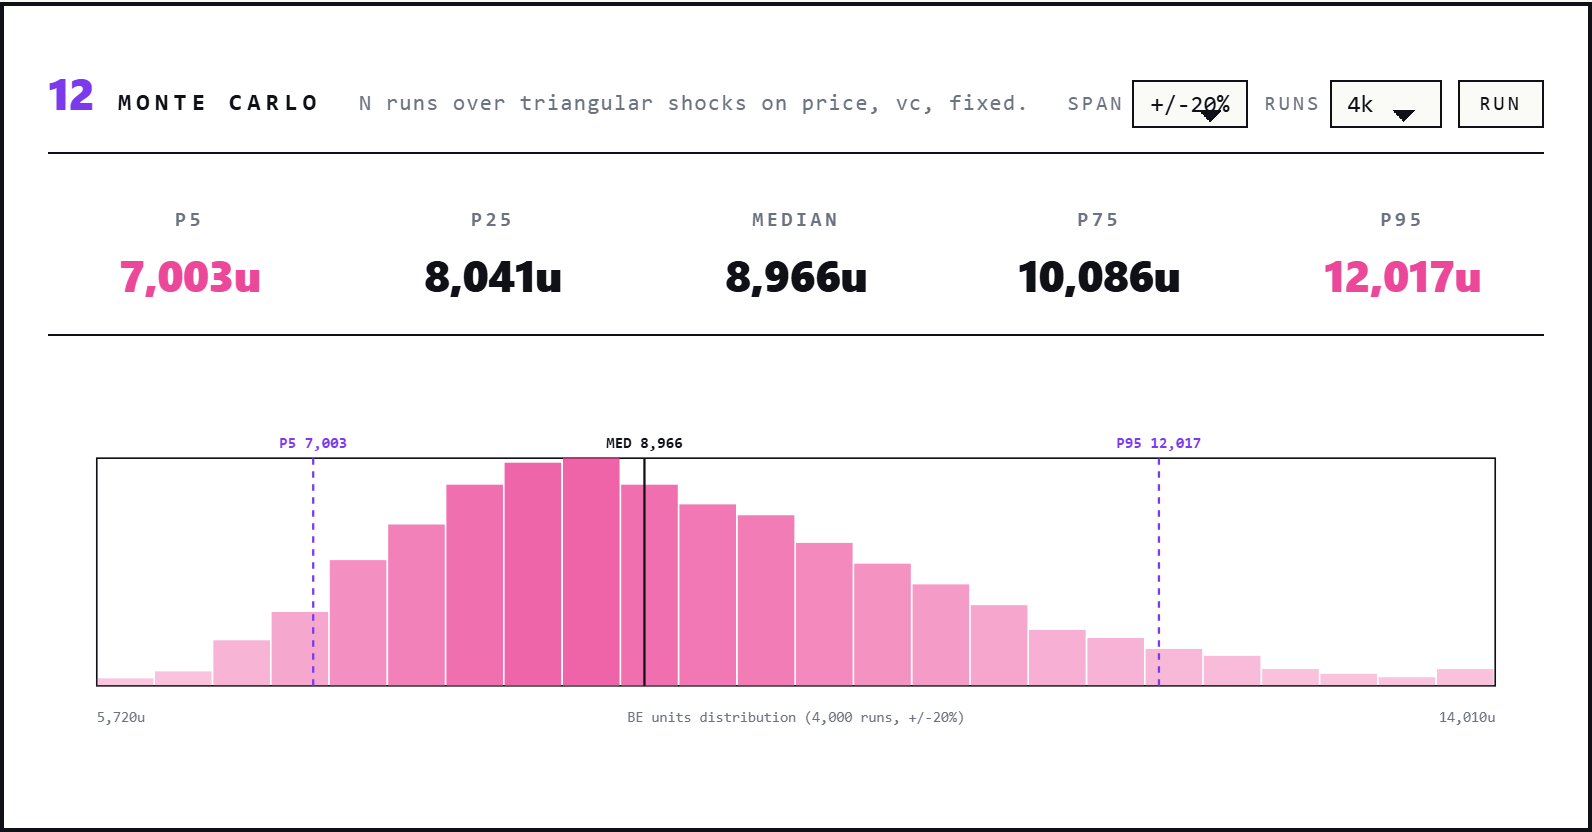 12 MONTE CARLO N runs over triangular shocks on price, vc, fixed. SPAN +/-20% RUNS 4k RUN
P5 P25 MEDIAN P75 P95
7,003u 8,041u 8,966u 10,086u 12,017u
P5 7,003 MED 8,966 P95 12,017
5,720u BE units distribution (4,000 runs, +/-20%) 14,010u